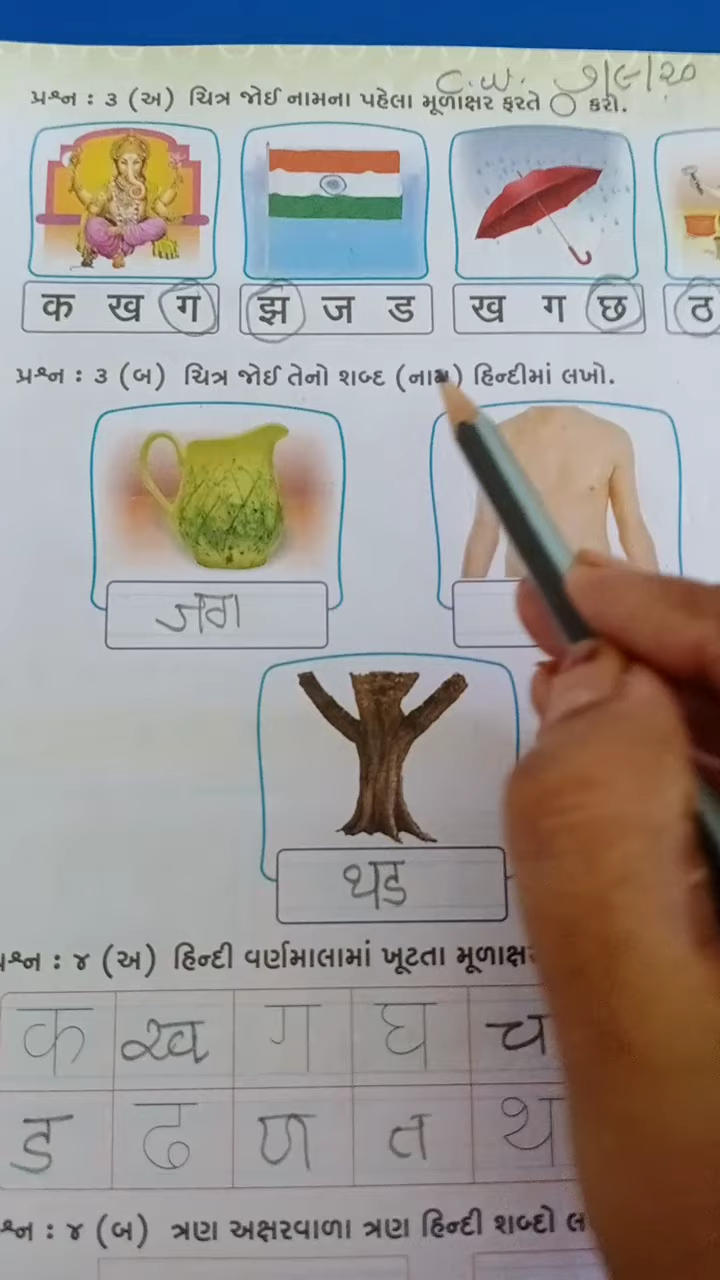 C.W. ૭/૯/૨૦
પ્રશ્ન : ૩ (અ) ચિત્ર જોઈ નામના પહેલા મૂળાક્ષર ફરતે ○ કરો.
क ख ग झ ज ड ख ग छ ठ
પ્રશ્ન : ૩ (બ) ચિત્ર જોઈ તેનો શબ્દ (નામ) હિન્દીમાં લખો.
जग
थड
પ્રશ્ન : ૪ (અ) હિન્દી વર્ણમાલામાં ખૂટતા મૂળાક્ષર
क ख ग घ च
ड ढ ण त थ
પ્રશ્ન : ૪ (બ) ત્રણ અક્ષરવાળા ત્રણ હિન્દી શબ્દો